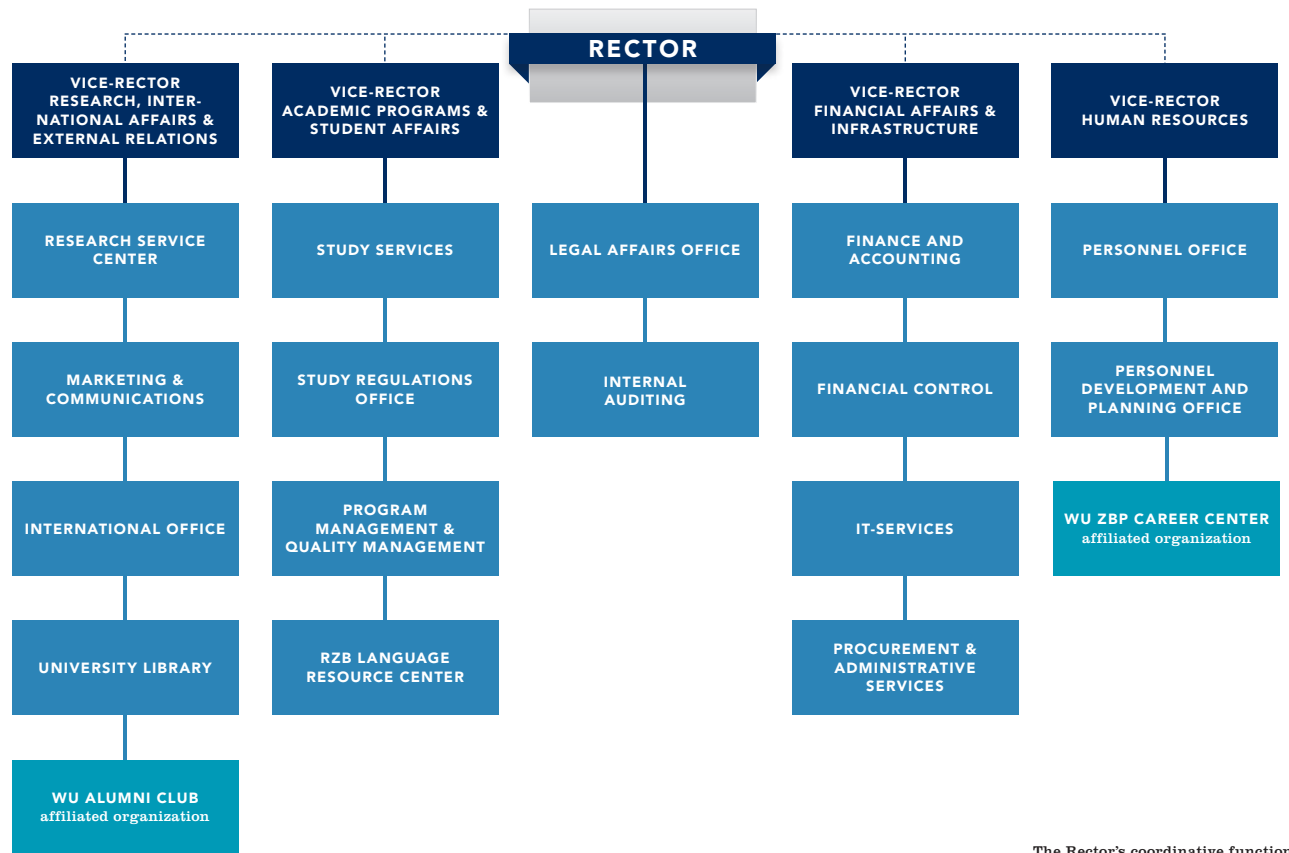 RECTOR
VICE-RECTOR
RESEARCH, INTER-
NATIONAL AFFAIRS &
EXTERNAL RELATIONS
VICE-RECTOR
ACADEMIC PROGRAMS &
STUDENT AFFAIRS
VICE-RECTOR
FINANCIAL AFFAIRS &
INFRASTRUCTURE
VICE-RECTOR
HUMAN RESOURCES
RESEARCH SERVICE
CENTER
STUDY SERVICES
LEGAL AFFAIRS OFFICE
FINANCE AND
ACCOUNTING
PERSONNEL OFFICE
MARKETING &
COMMUNICATIONS
STUDY REGULATIONS
OFFICE
INTERNAL
AUDITING
FINANCIAL CONTROL
PERSONNEL
DEVELOPMENT AND
PLANNING OFFICE
INTERNATIONAL OFFICE
PROGRAM
MANAGEMENT &
QUALITY MANAGEMENT
IT-SERVICES
WU ZBP CAREER CENTER
affiliated organization
UNIVERSITY LIBRARY
RZB LANGUAGE
RESOURCE CENTER
PROCUREMENT &
ADMINISTRATIVE
SERVICES
WU ALUMNI CLUB
affiliated organization
The Rector's coordinative function